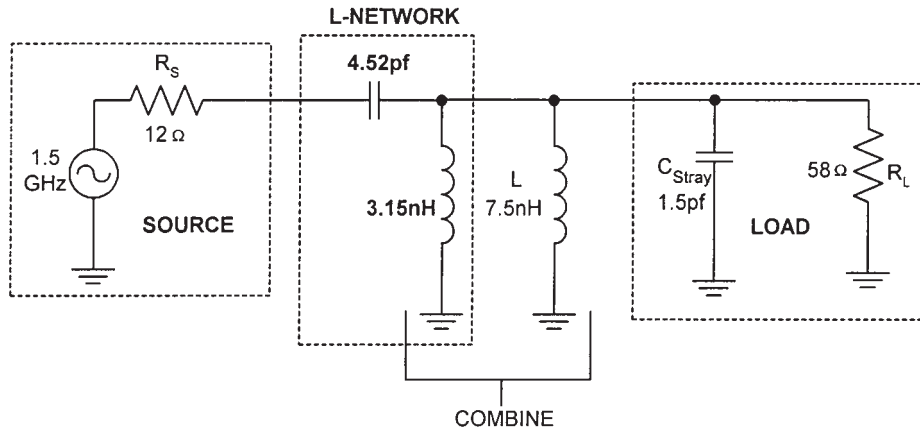 L-NETWORK
4.52pf
R_S
12 Ω
1.5
GHz
SOURCE
3.15nH
L
7.5nH
C_Stray
1.5pf
58 Ω
R_L
LOAD
COMBINE